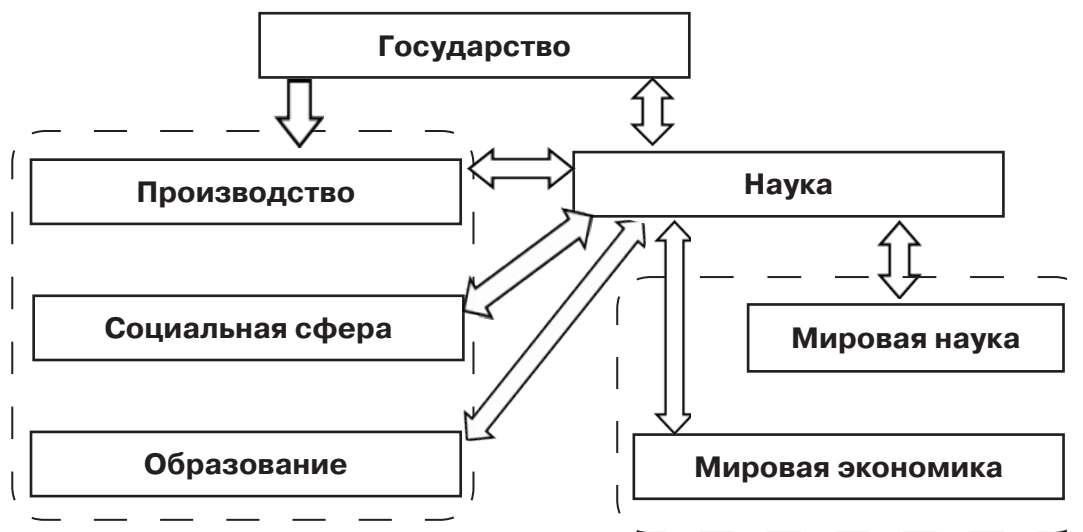 Государство
Производство
Наука
Социальная сфера
Мировая наука
Образование
Мировая экономика